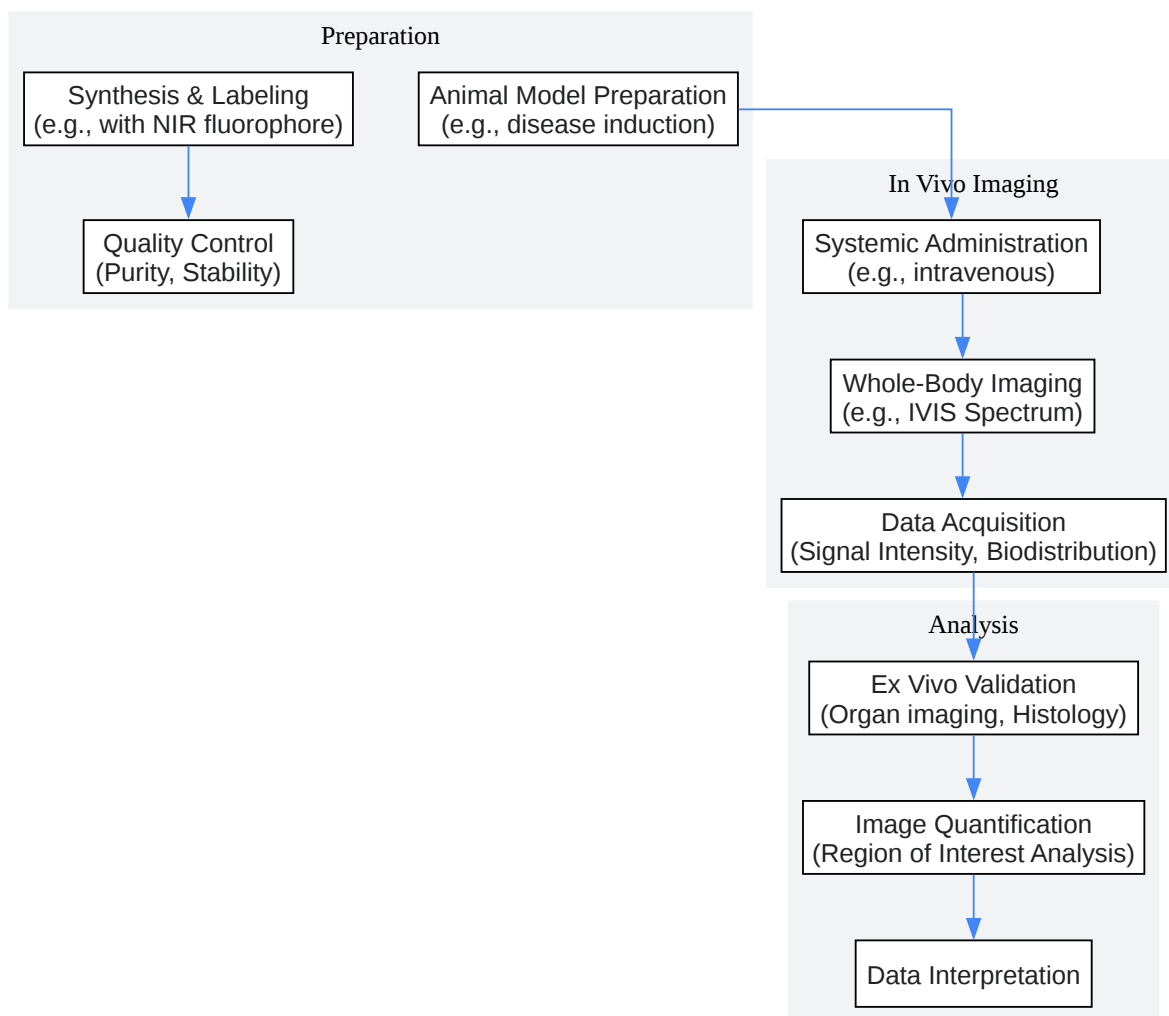 Preparation
Synthesis & Labeling
(e.g., with NIR fluorophore)
Animal Model Preparation
(e.g., disease induction)
Quality Control
(Purity, Stability)
In Vivo Imaging
Systemic Administration
(e.g., intravenous)
Whole-Body Imaging
(e.g., IVIS Spectrum)
Data Acquisition
(Signal Intensity, Biodistribution)
Analysis
Ex Vivo Validation
(Organ imaging, Histology)
Image Quantification
(Region of Interest Analysis)
Data Interpretation